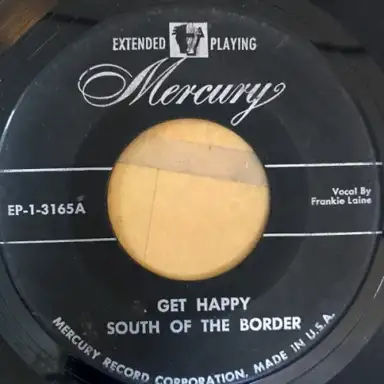 EXTENDED PLAYING
Mercury
EP-1-3165A
Vocal By
Frankie Laine
GET HAPPY
SOUTH OF THE BORDER
MERCURY RECORD CORPORATION, MADE IN U.S.A.